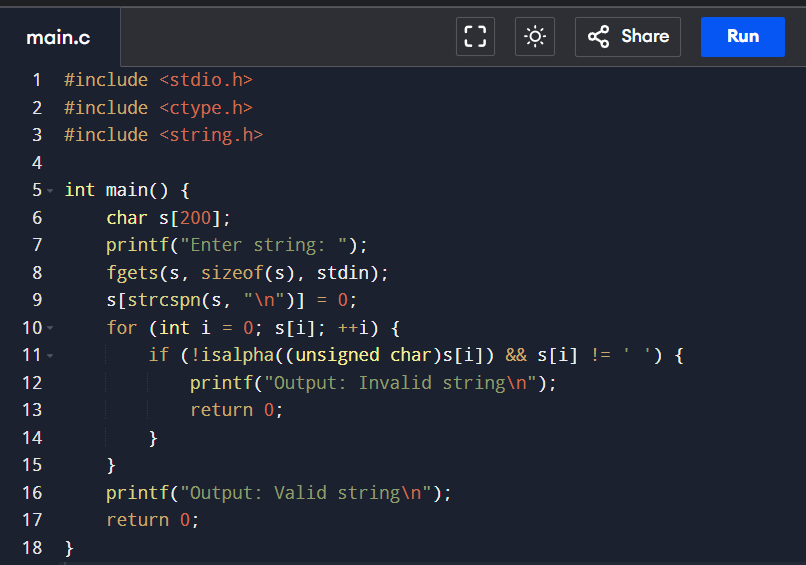 main.c
Share
Run
1 #include <stdio.h>
2 #include <ctype.h>
3 #include <string.h>
4
5 int main() {
6     char s[200];
7     printf("Enter string: ");
8     fgets(s, sizeof(s), stdin);
9     s[strcspn(s, "\n")] = 0;
10     for (int i = 0; s[i]; ++i) {
11         if (!isalpha((unsigned char)s[i]) && s[i] != ' ') {
12             printf("Output: Invalid string\n");
13             return 0;
14         }
15     }
16     printf("Output: Valid string\n");
17     return 0;
18 }